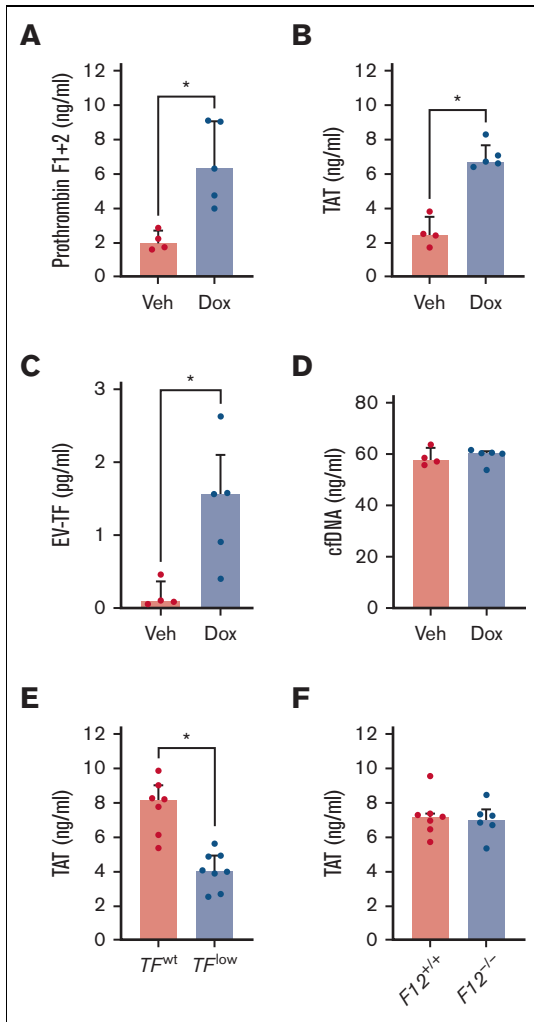 A
Prothrombin F1+2 (ng/ml)
12
10
8
6
4
2
0
*
Veh Dox
B
TAT (ng/ml)
12
10
8
6
4
2
0
*
Veh Dox
C
EV-TF (pg/ml)
3
2
1
0
*
Veh Dox
D
cfDNA (ng/ml)
80
60
40
20
0
Veh Dox
E
TAT (ng/ml)
12
10
8
6
4
2
0
*
TFwt TFlow
F
TAT (ng/ml)
12
10
8
6
4
2
0
F12+/+ F12−/−